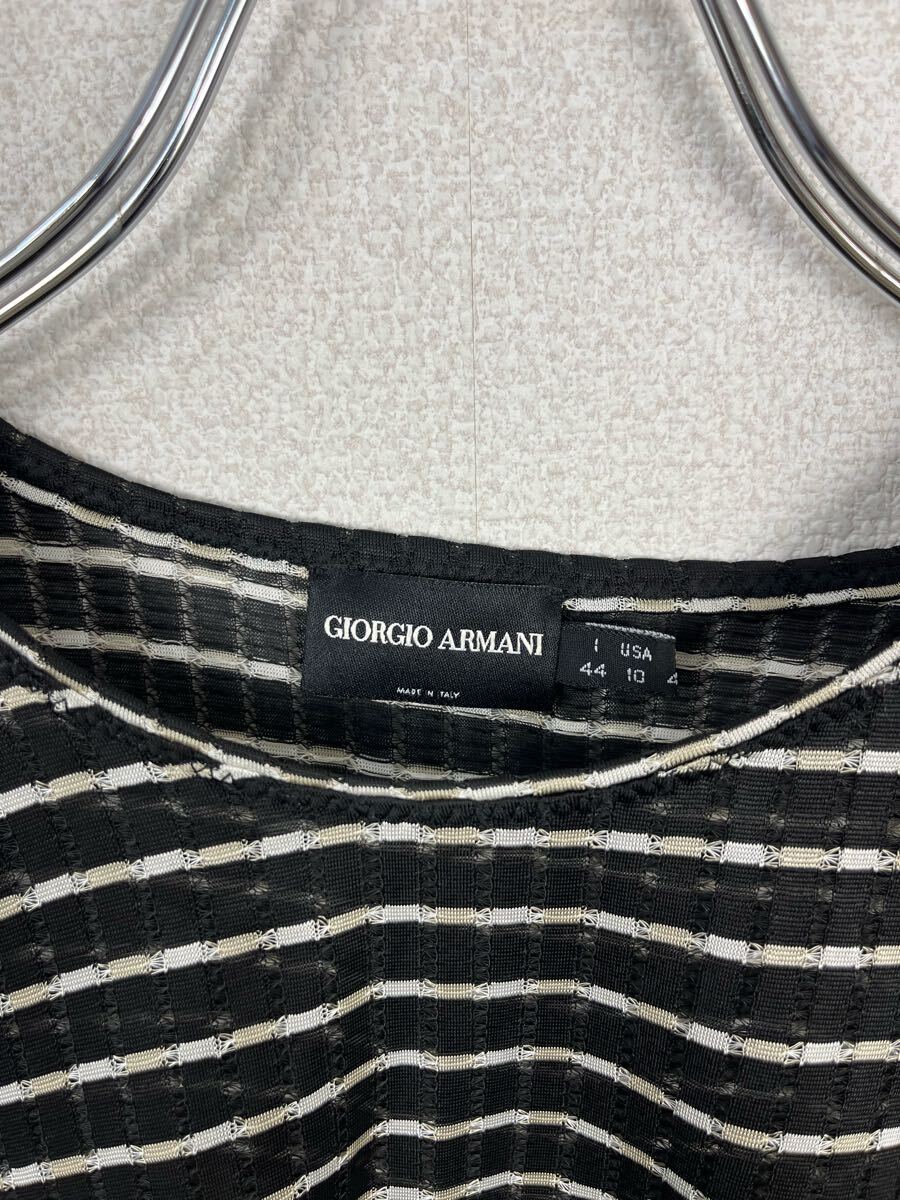 GIORGIO ARMANI
MADE IN ITALY
I USA
44 10 4